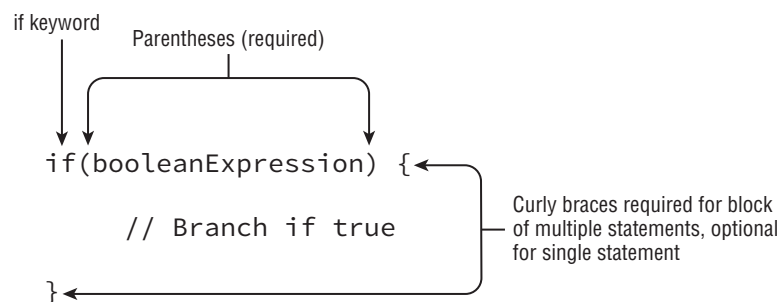 if keyword
Parentheses (required)
if(booleanExpression) {
// Branch if true
Curly braces required for block
of multiple statements, optional
for single statement
}